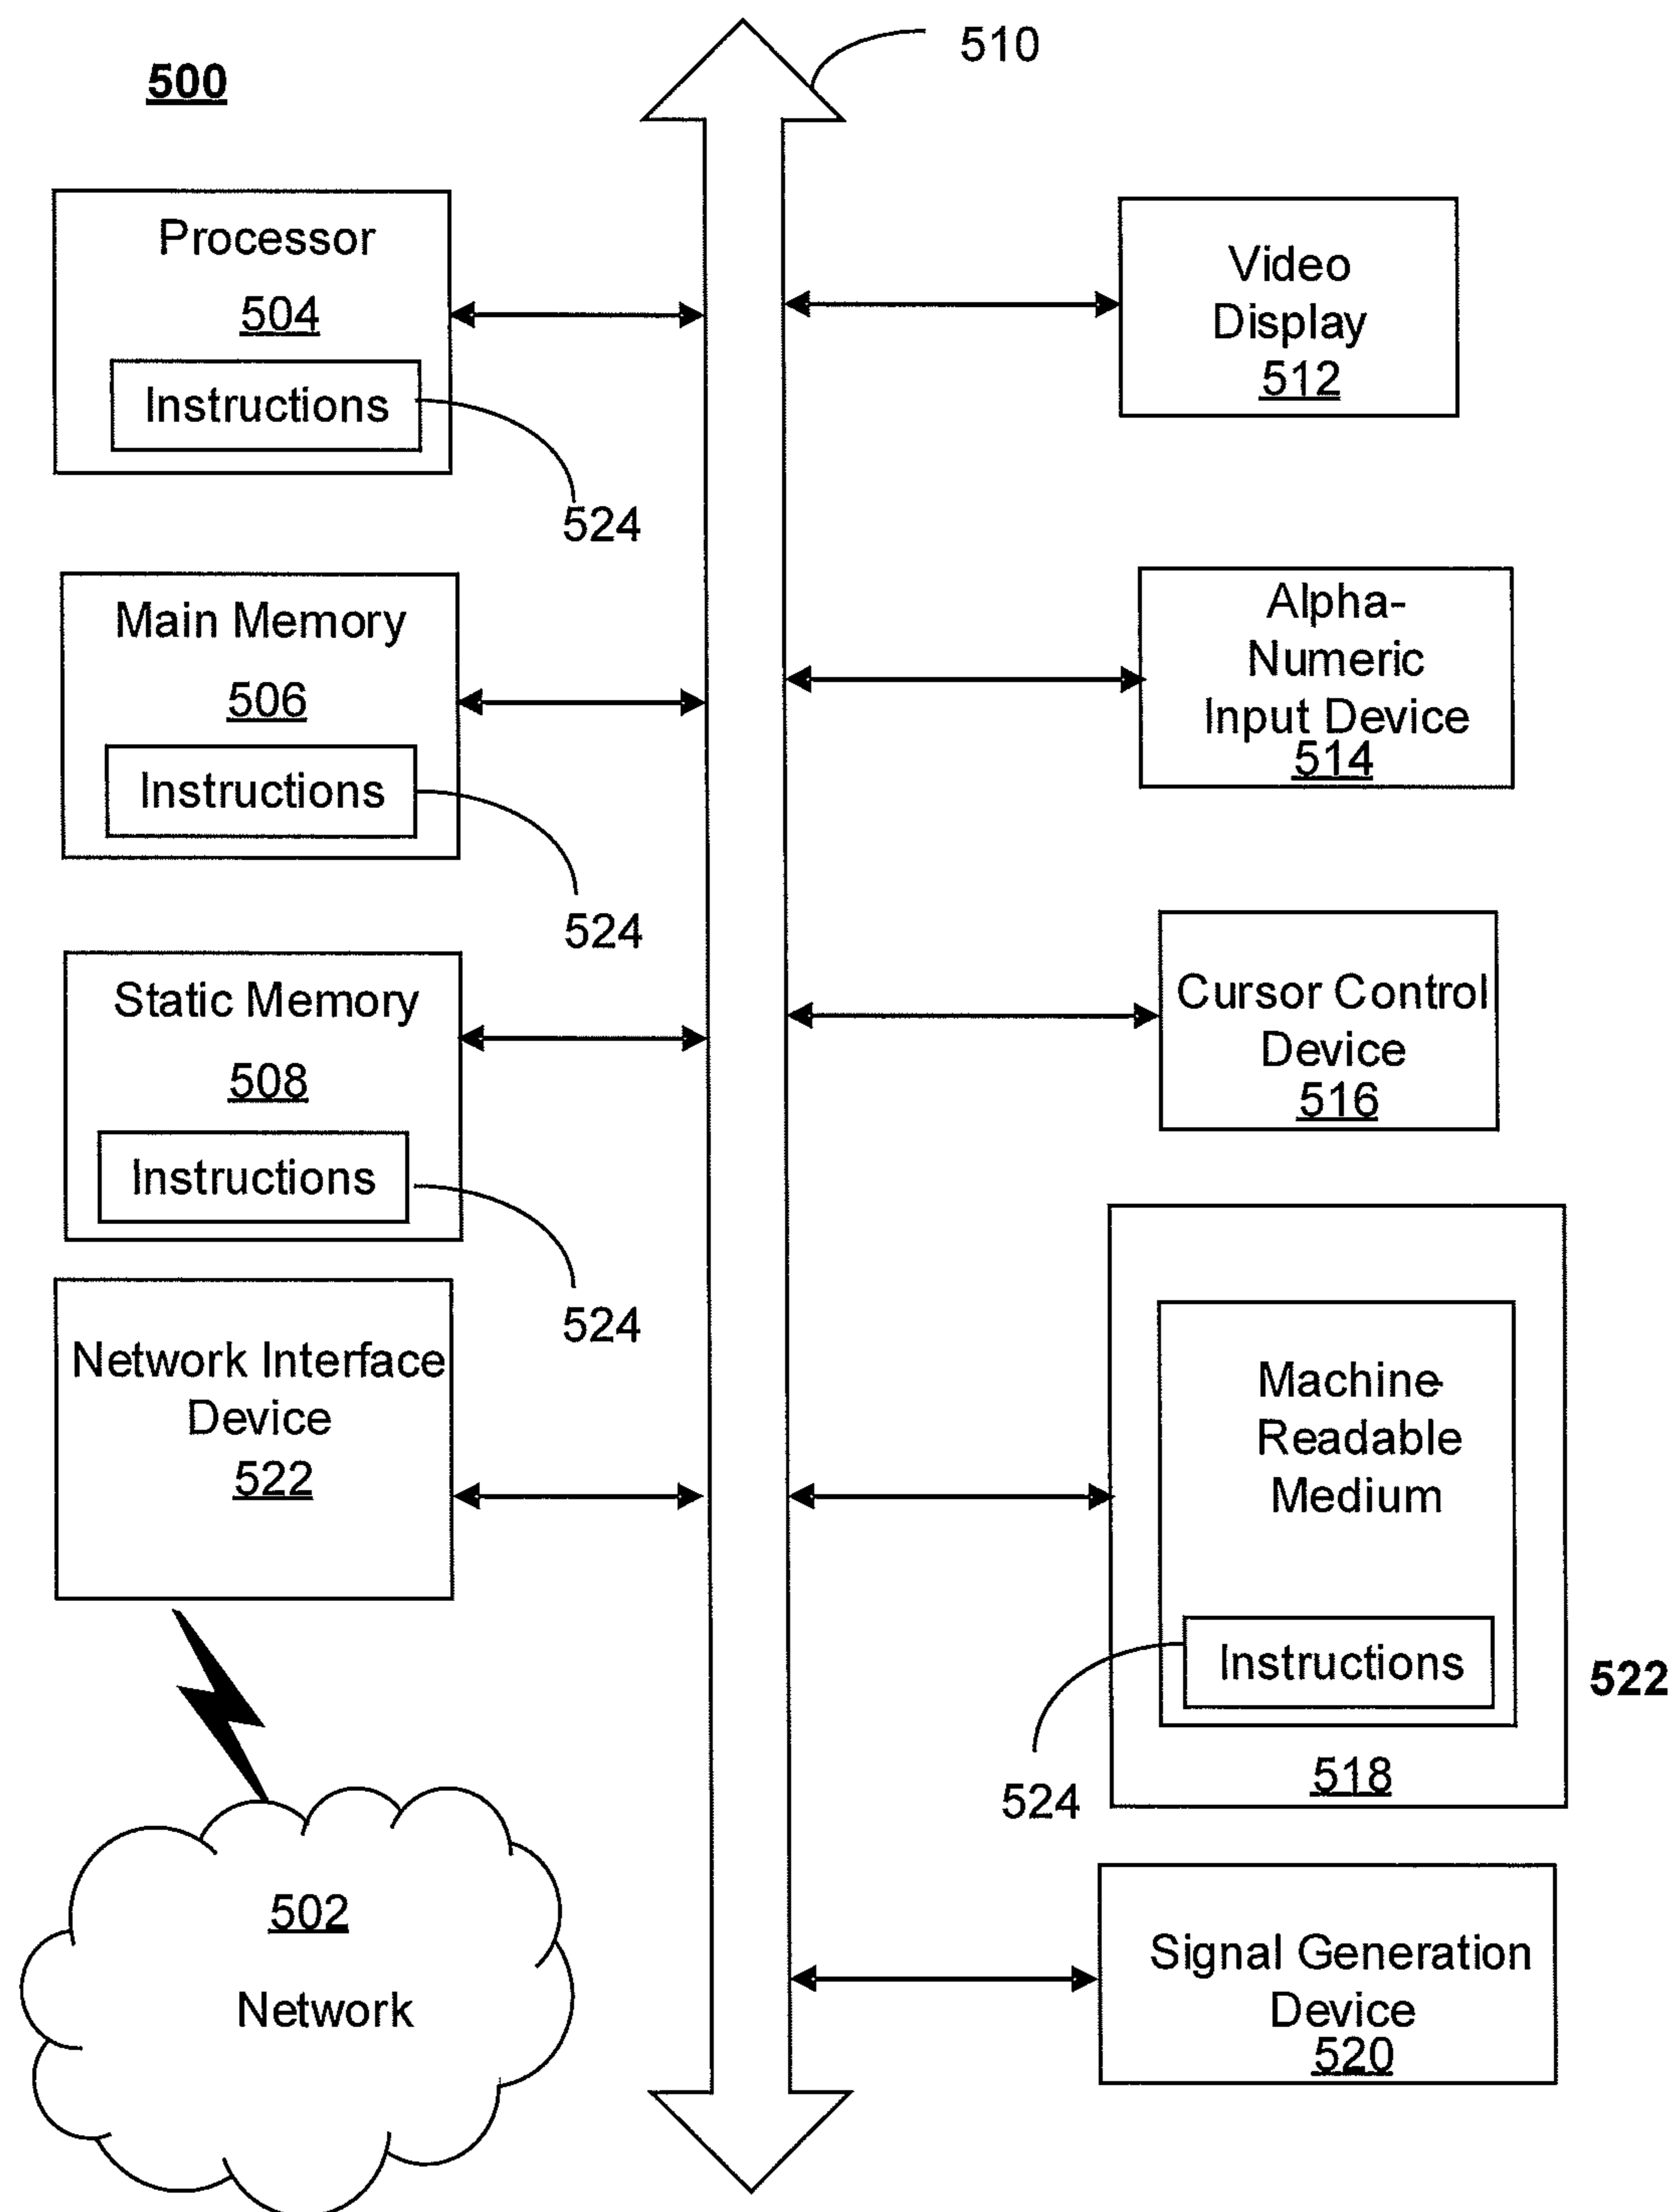 500
510
Processor
504
Instructions
524
Main Memory
506
Instructions
524
Static Memory
508
Instructions
524
Network Interface
Device
522
502
Network
Video
Display
512
Alpha-
Numeric
Input Device
514
Cursor Control
Device
516
Machine-
Readable
Medium
Instructions
522
524
518
Signal Generation
Device
520